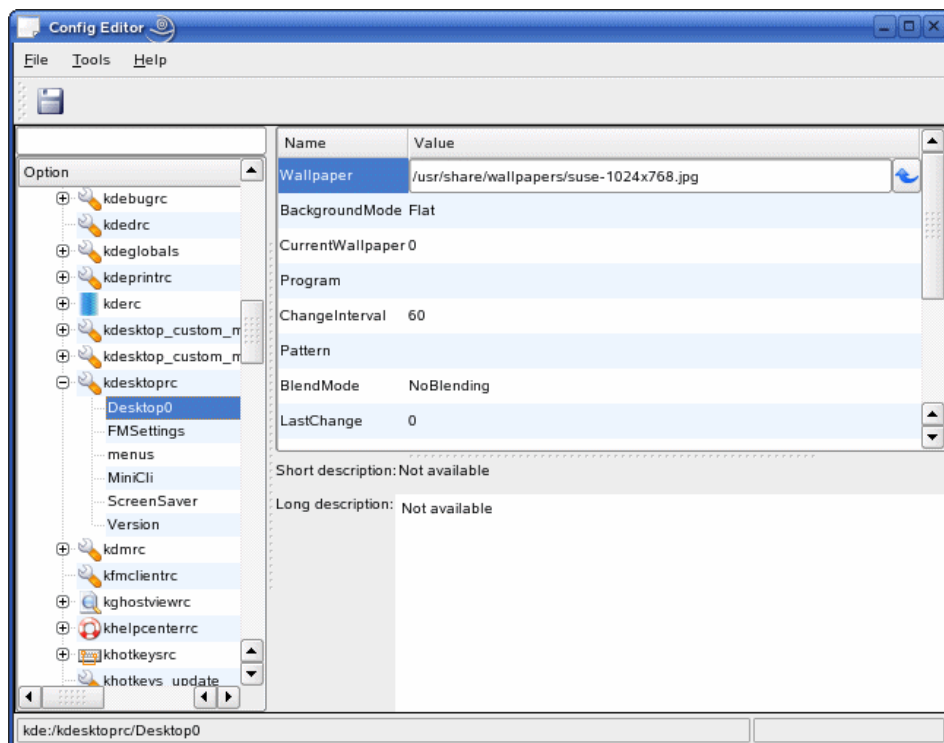 Config Editor
File Tools Help
Option
kdebugrc
kdedrc
kdeglobals
kdeprintrc
kderc
kdesktop_custom_m
kdesktop_custom_m
kdesktoprc
Desktop0
FMSettings
menus
MiniCli
ScreenSaver
Version
kdmrc
kfmclientrc
kghostviewrc
khelpcenterrc
khotkeysrc
khotkeys_update
Name Value
Wallpaper /usr/share/wallpapers/suse-1024x768.jpg
BackgroundMode Flat
CurrentWallpaper 0
Program
ChangeInterval 60
Pattern
BlendMode NoBlending
LastChange 0
Short description: Not available
Long description: Not available
kde:/kdesktoprc/Desktop0